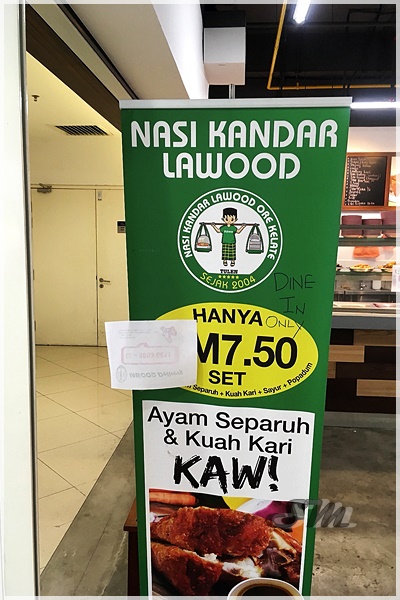 NASI KANDAR
LAWOOD
NASI KANDAR LAWOOD ORE KELATE
TULEN
SEJAK 2004
DINE
IN
ONLY
HANYA
M7.50
SET
Separuh + Kuah Kari + Sayur + Popadum
Ayam Separuh
& Kuah Kari
KAW!
SM